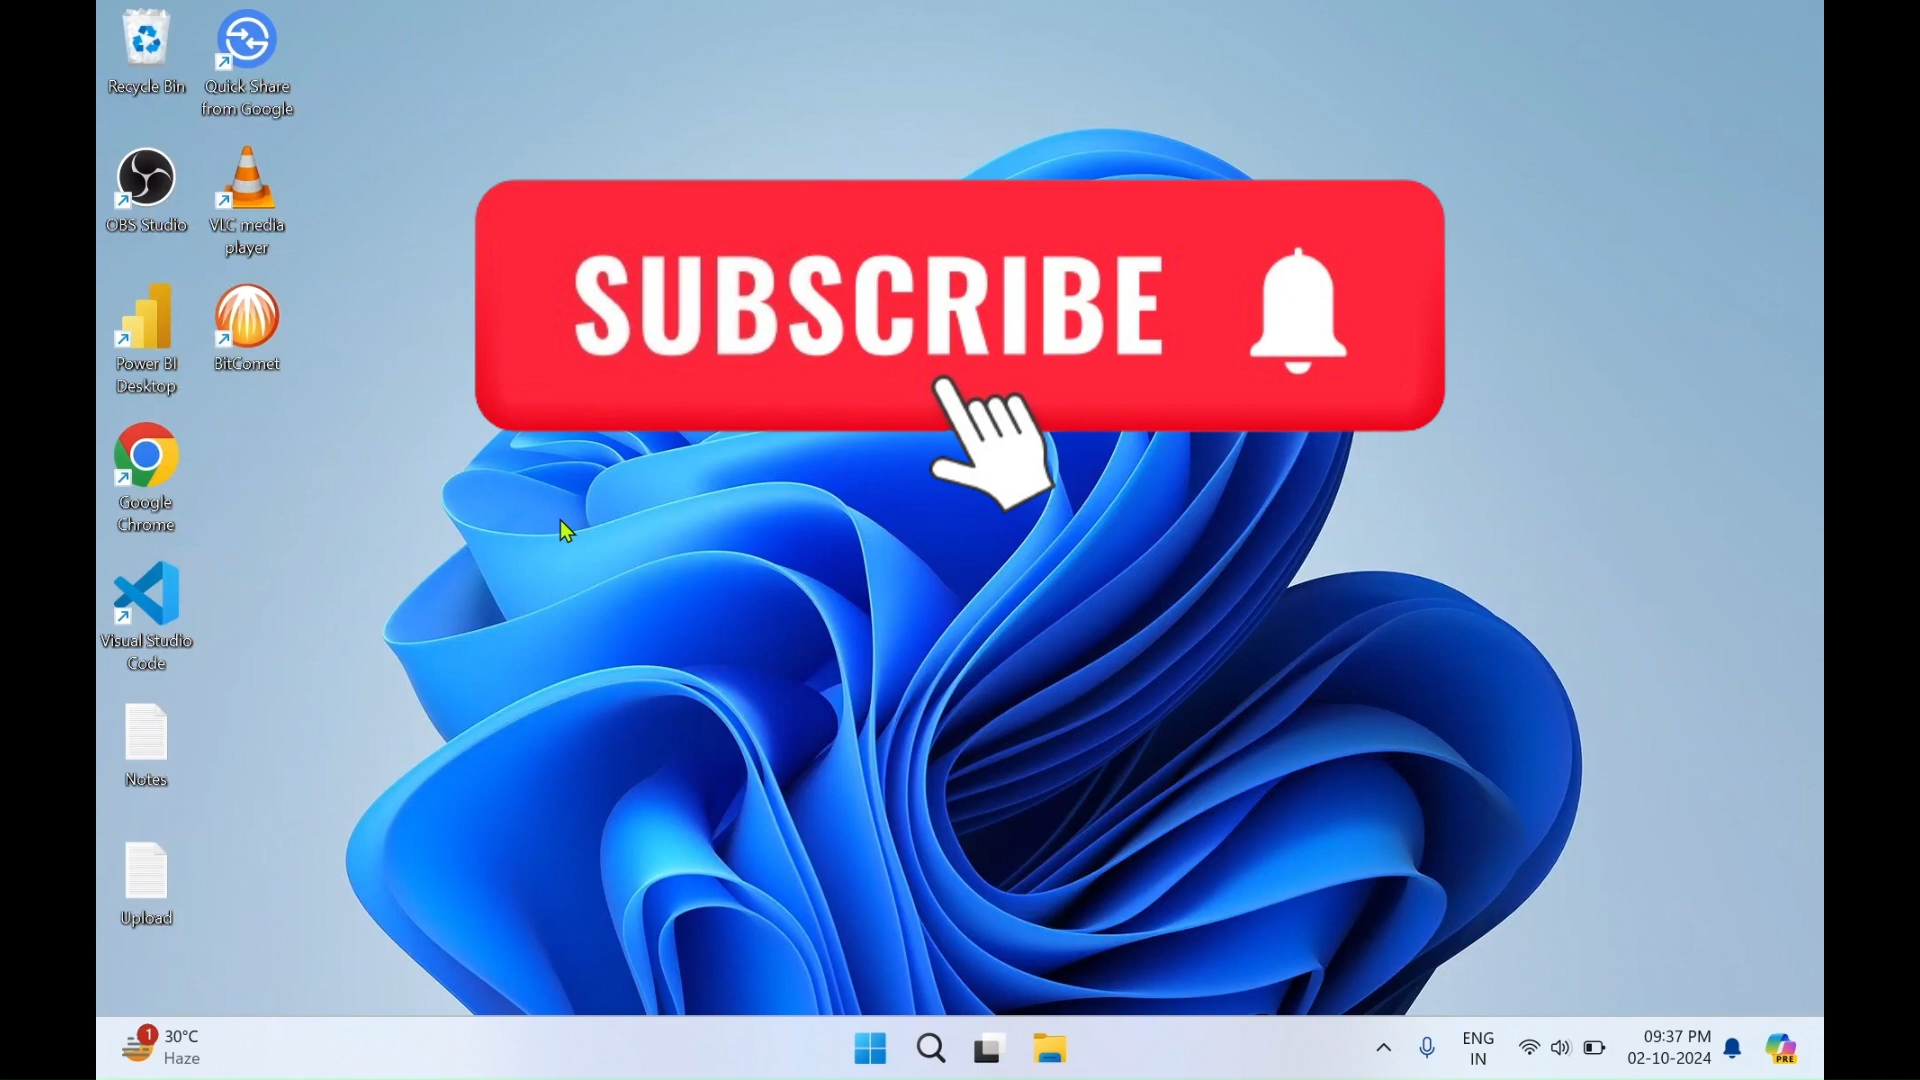 Recycle Bin
Quick Share
from Google
OBS Studio
VLC media
player
Power BI
Desktop
BitComet
Google
Chrome
Visual Studio
Code
Notes
Upload
SUBSCRIBE
1
30°C
Haze
ENG
IN
09:37 PM
02-10-2024
PRE